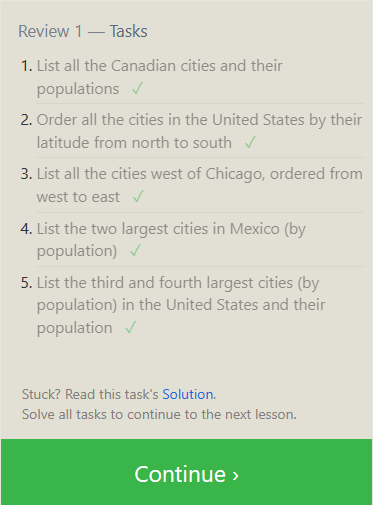 Review 1 — Tasks
1. List all the Canadian cities and their
populations ✓
2. Order all the cities in the United States by their
latitude from north to south ✓
3. List all the cities west of Chicago, ordered from
west to east ✓
4. List the two largest cities in Mexico (by
population) ✓
5. List the third and fourth largest cities (by
population) in the United States and their
population ✓
Stuck? Read this task's Solution.
Solve all tasks to continue to the next lesson.
Continue ›